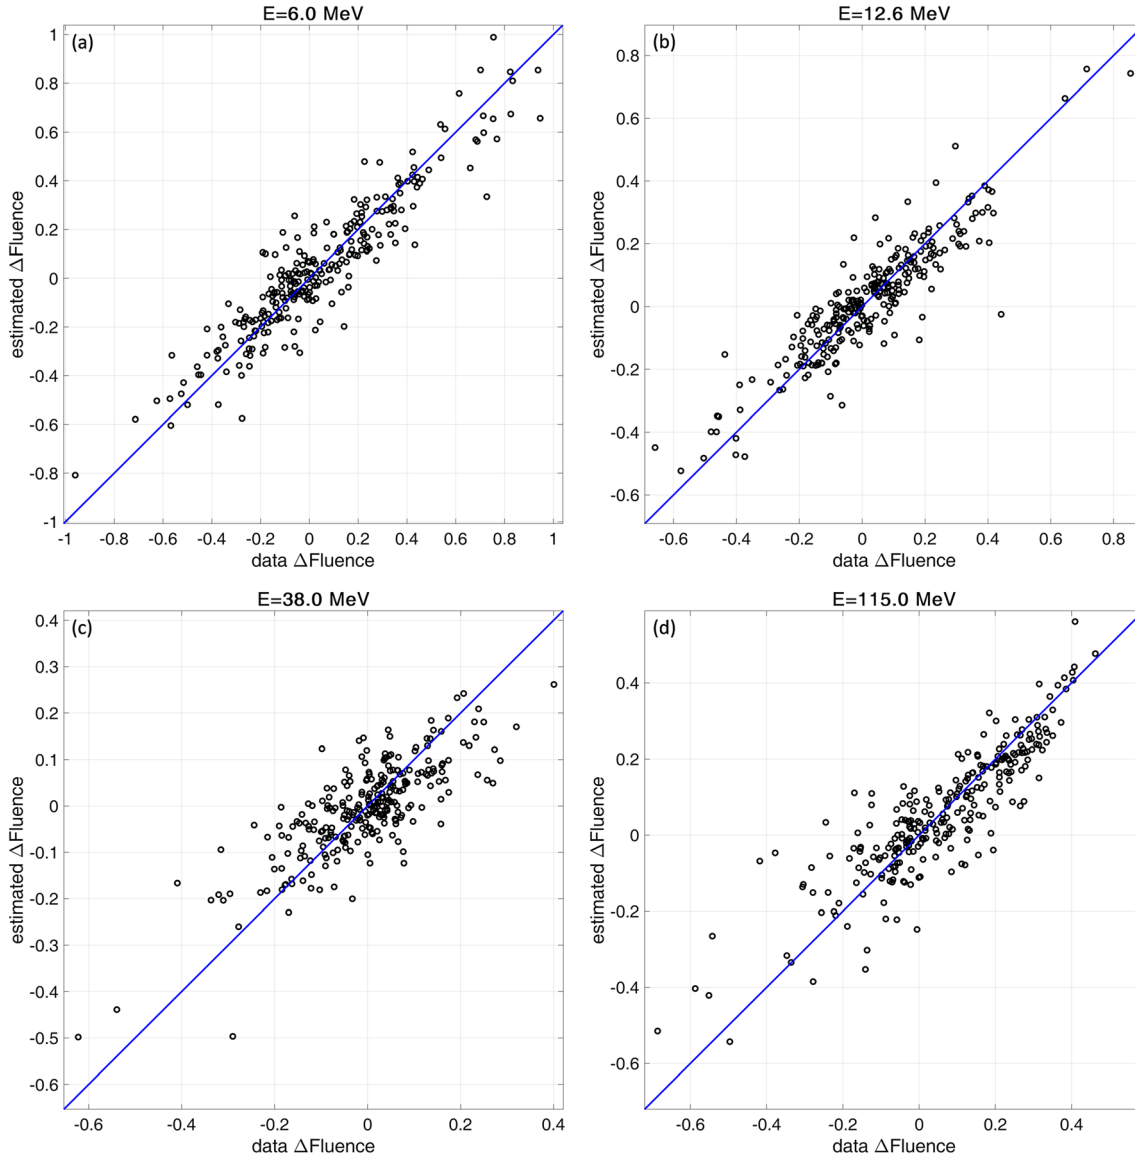 E=6.0 MeV
(a)
1
0.8
0.6
0.4
0.2
0
-0.2
-0.4
-0.6
-0.8
-1
estimated ΔFluence
-1 -0.8 -0.6 -0.4 -0.2 0 0.2 0.4 0.6 0.8 1
data ΔFluence
E=12.6 MeV
(b)
0.8
0.6
0.4
0.2
0
-0.2
-0.4
-0.6
estimated ΔFluence
-0.6 -0.4 -0.2 0 0.2 0.4 0.6 0.8
data ΔFluence
E=38.0 MeV
(c)
0.4
0.3
0.2
0.1
0
-0.1
-0.2
-0.3
-0.4
-0.5
-0.6
estimated ΔFluence
-0.6 -0.4 -0.2 0 0.2 0.4
data ΔFluence
E=115.0 MeV
(d)
0.4
0.2
0
-0.2
-0.4
-0.6
estimated ΔFluence
-0.6 -0.4 -0.2 0 0.2 0.4
data ΔFluence